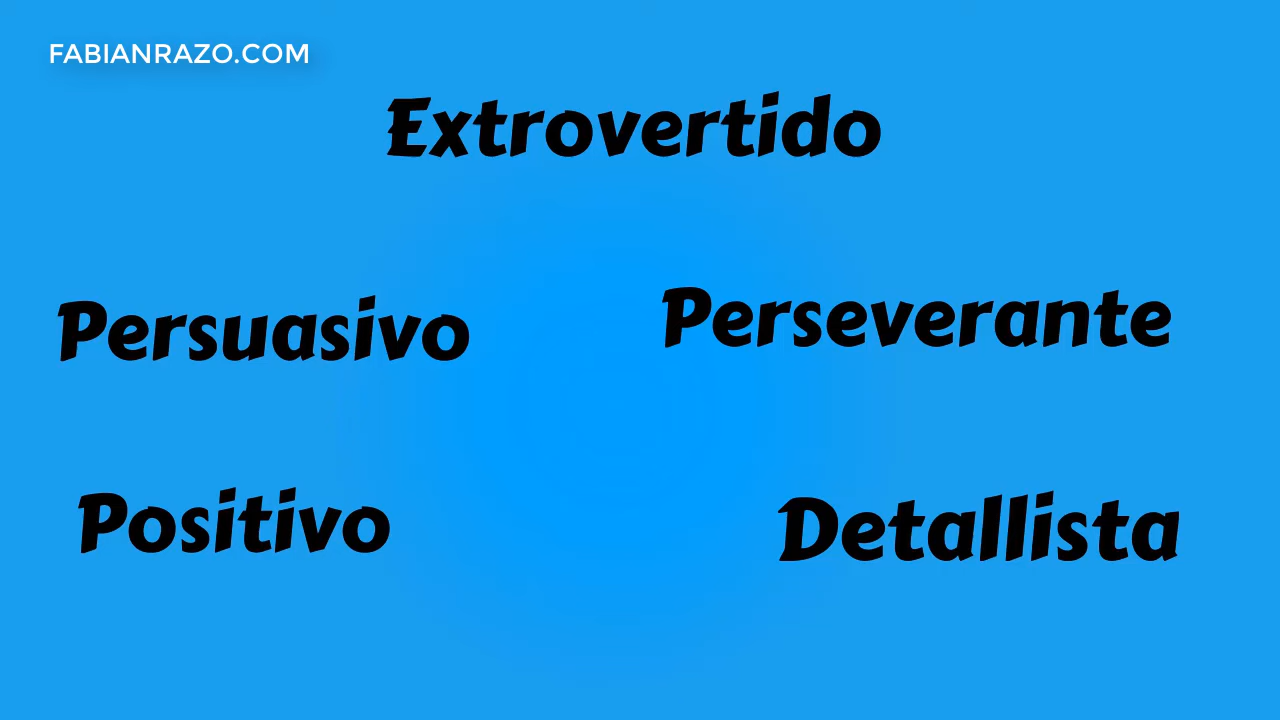 FABIANRAZO.COM
Extrovertido
Persuasivo
Perseverante
Positivo
Detallista